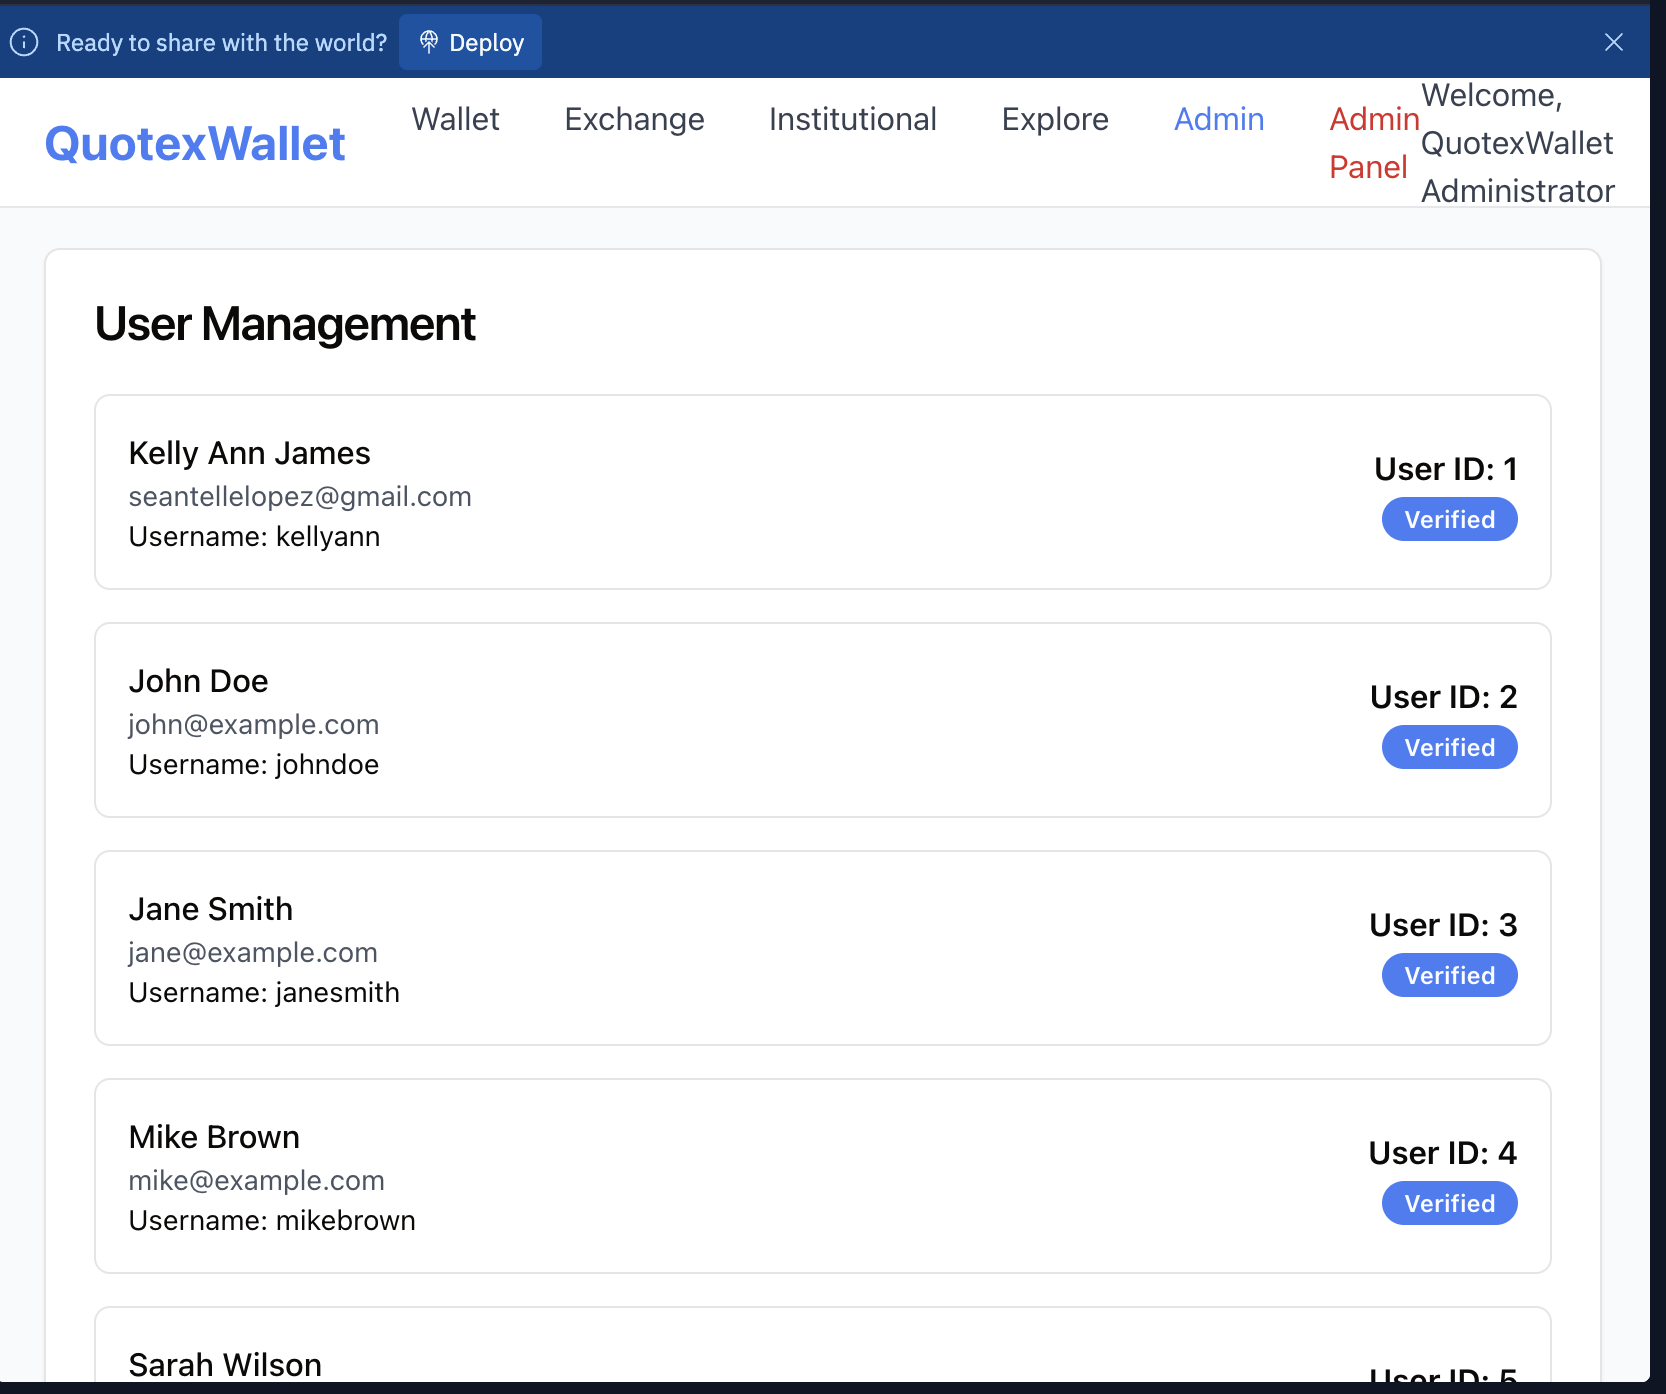 Ready to share with the world?
Deploy
QuotexWallet
Wallet
Exchange
Institutional
Explore
Admin
Admin
Panel
Welcome,
QuotexWallet
Administrator
User Management
Kelly Ann James
seantellelopez@gmail.com
Username: kellyann
User ID: 1
Verified
John Doe
john@example.com
Username: johndoe
User ID: 2
Verified
Jane Smith
jane@example.com
Username: janesmith
User ID: 3
Verified
Mike Brown
mike@example.com
Username: mikebrown
User ID: 4
Verified
Sarah Wilson
User ID: 5